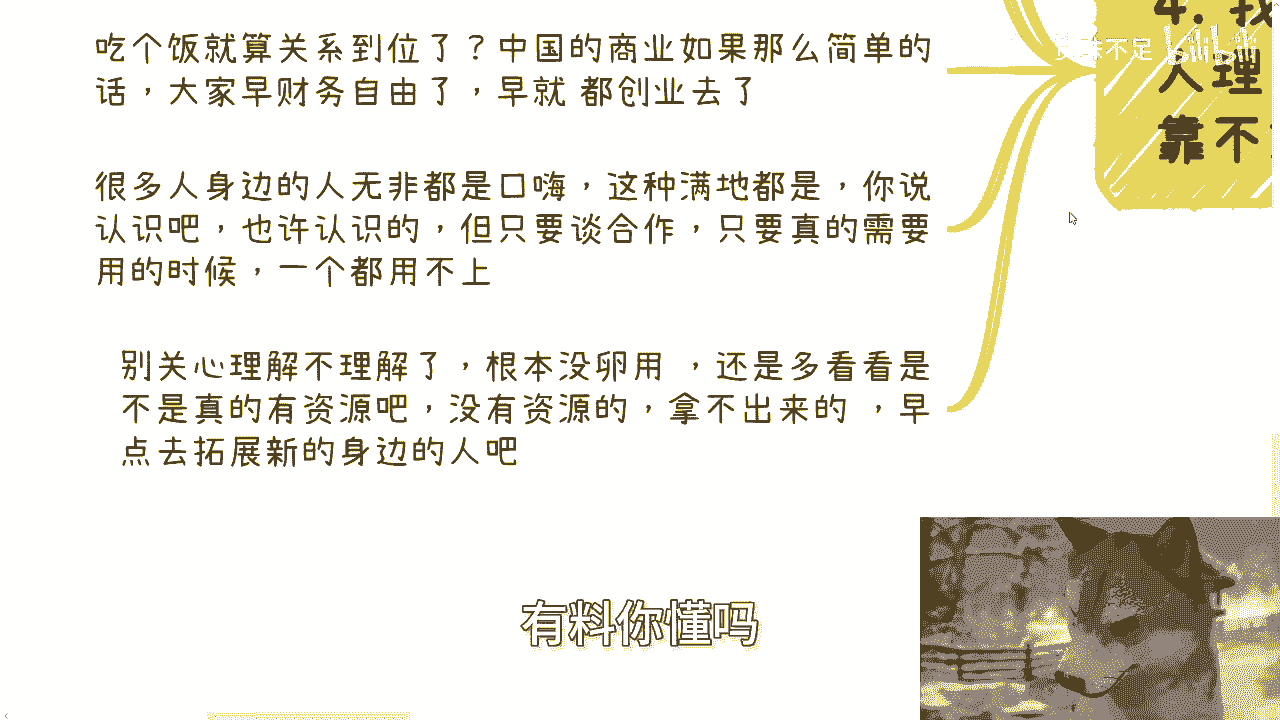 吃个饭就算关系到位了？中国的商业如果那么简单的
话，大家早财务自由了，早就 都创业去了
很多人身边的人无非都是口嗨，这种满地都是，你说
认识吧，也许认识的，但只要谈合作，只要真的需要
用的时候，一个都用不上
别关心理解不理解了，根本没卵用 ，还是多看看是
不是真的有资源吧，没有资源的，拿不出来的 ，早
点去拓展新的身边的人吧
4. 找
人理
靠不
不足 bilibili
有料你懂吗